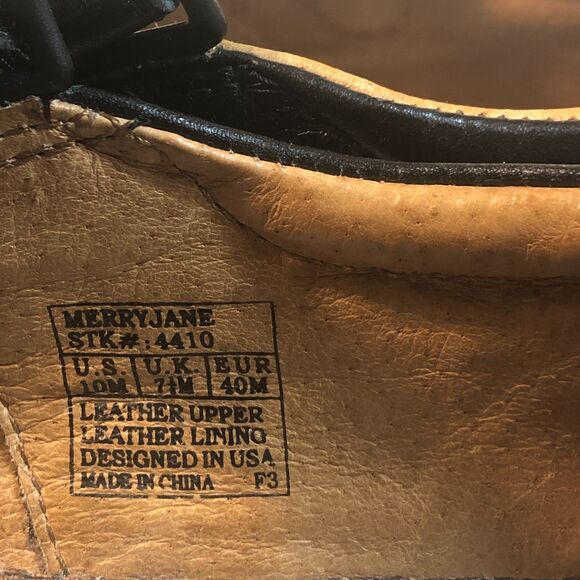 MERRYJANE
STK#:4410
U.S. U.K. EUR
10M 7½M 40M
LEATHER UPPER
LEATHER LINING
DESIGNED IN USA
MADE IN CHINA F3